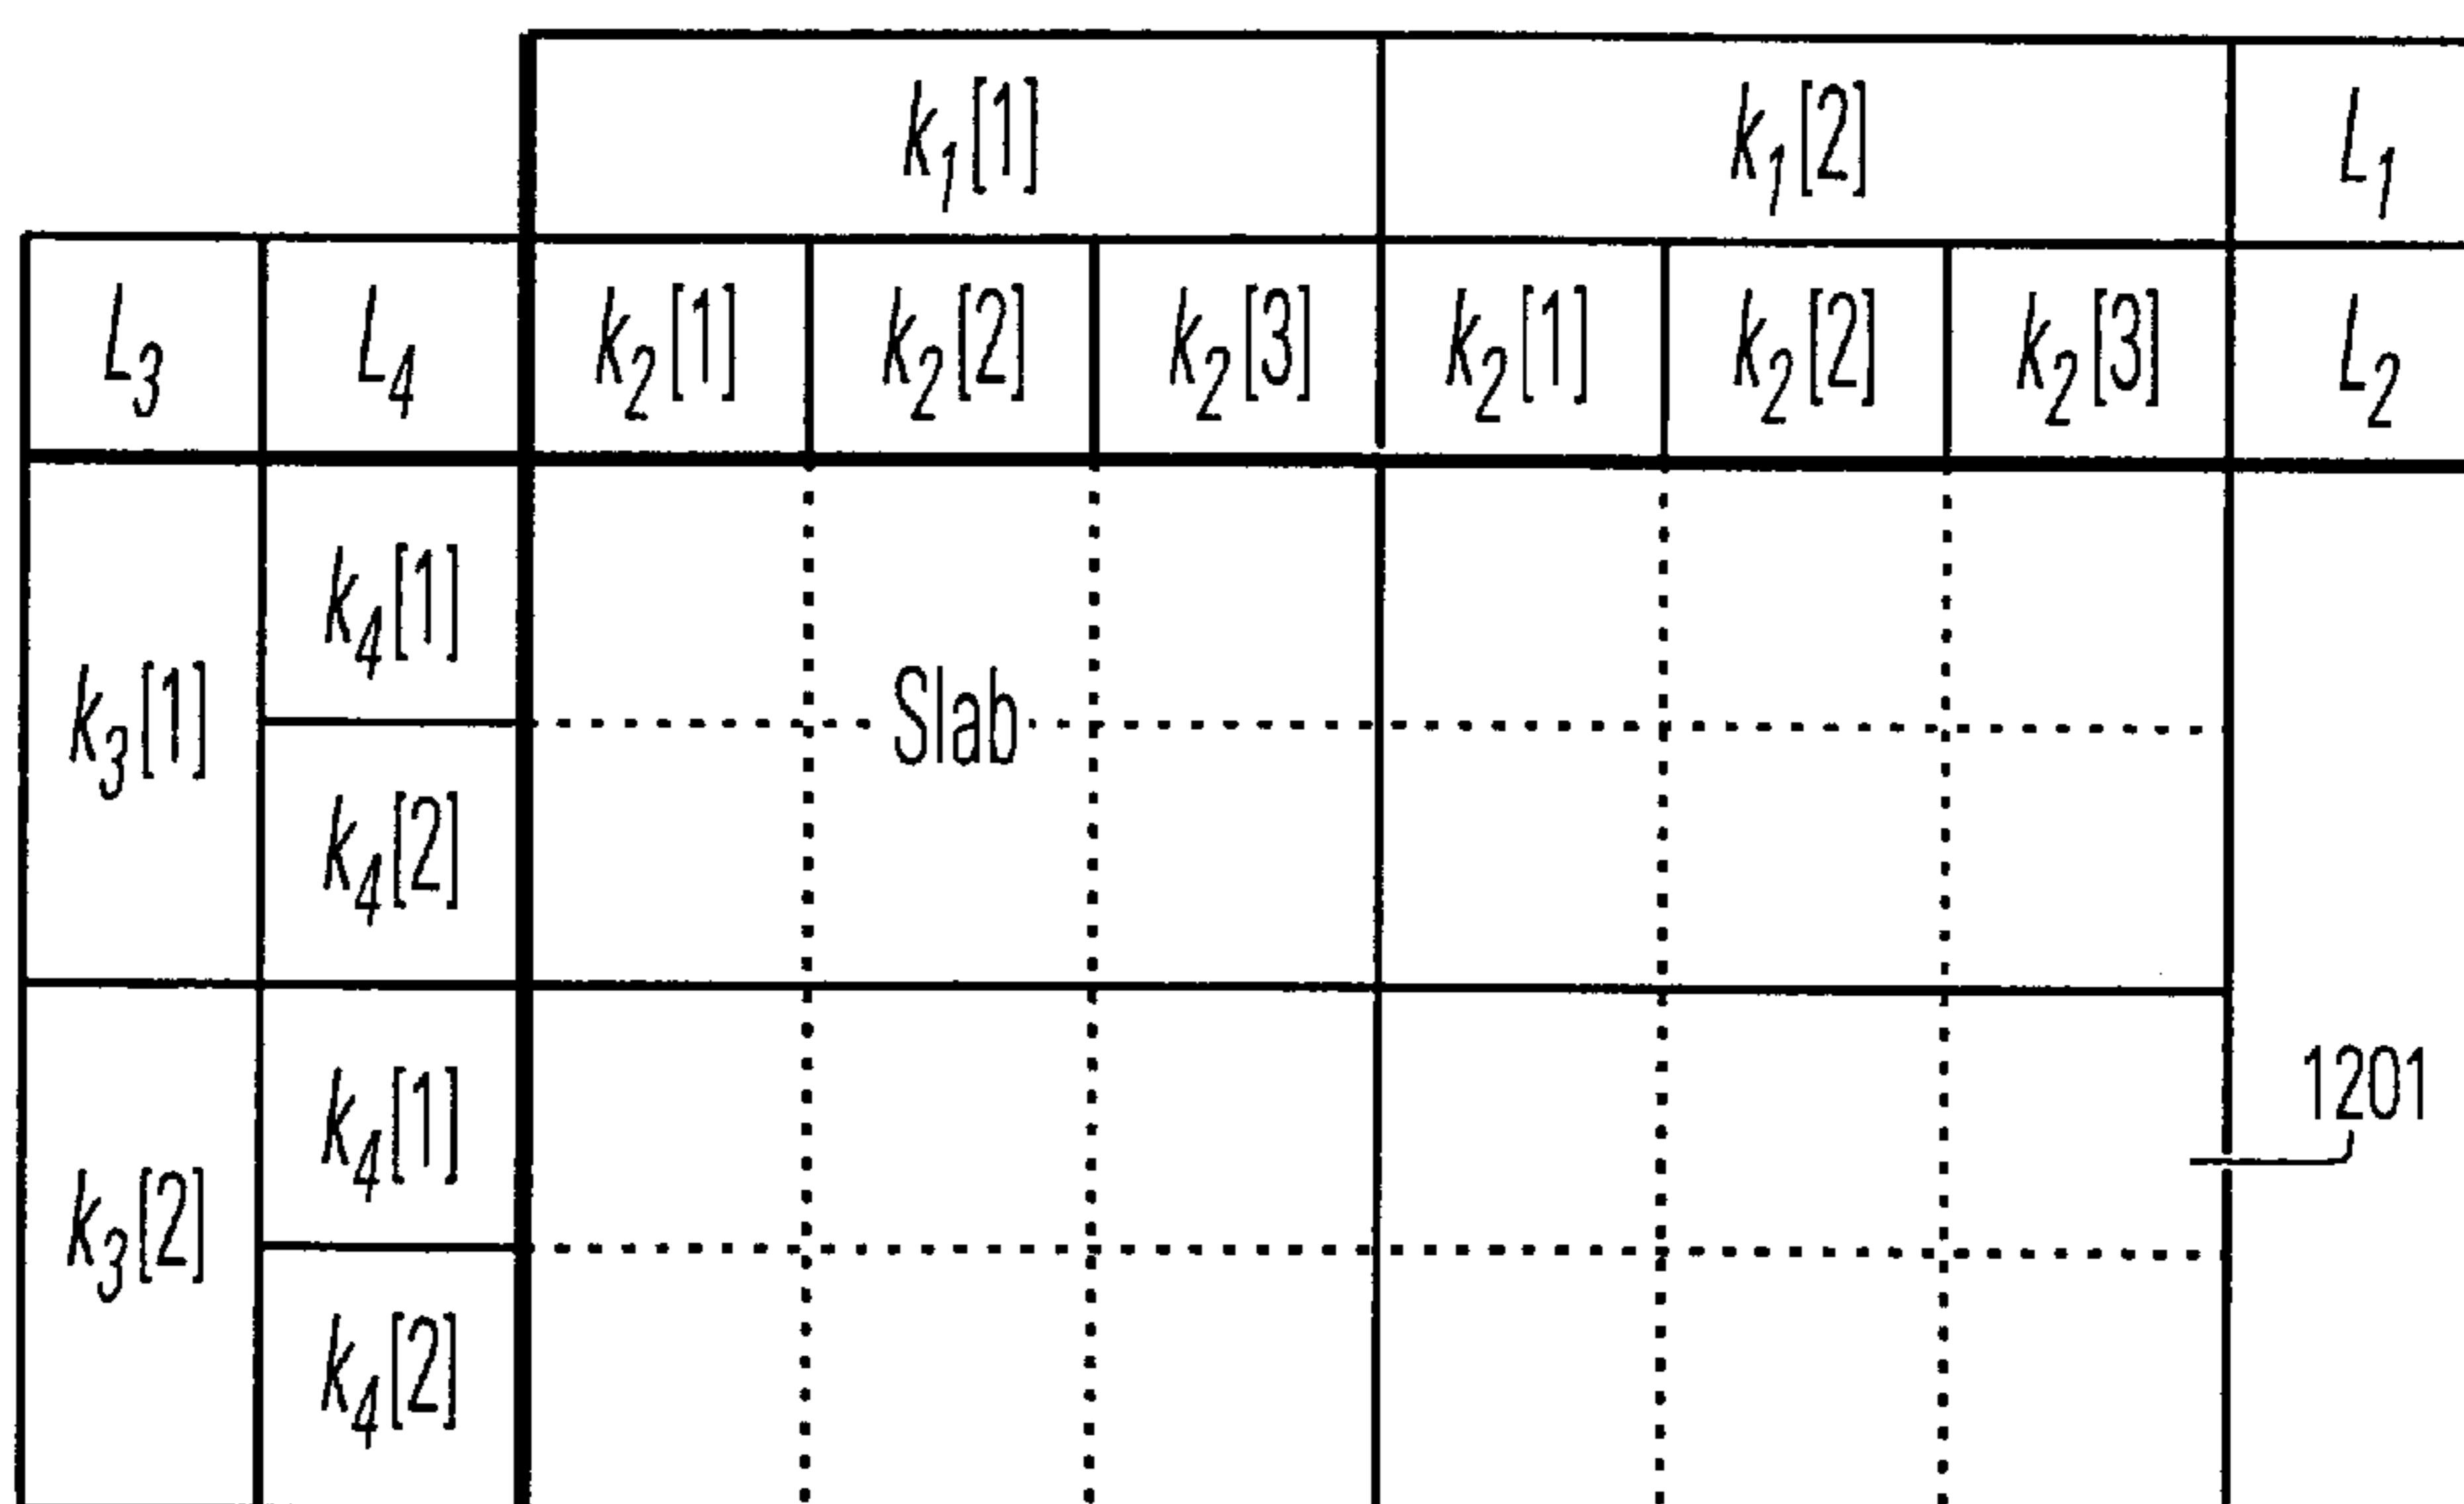 k₁[1] k₁[2] L₁
L₃ L₄ k₂[1] k₂[2] k₂[3] k₂[1] k₂[2] k₂[3] L₂
k₄[1]
k₃[1] Slab
k₄[2]
k₄[1] 1201
k₃[2]
k₄[2]